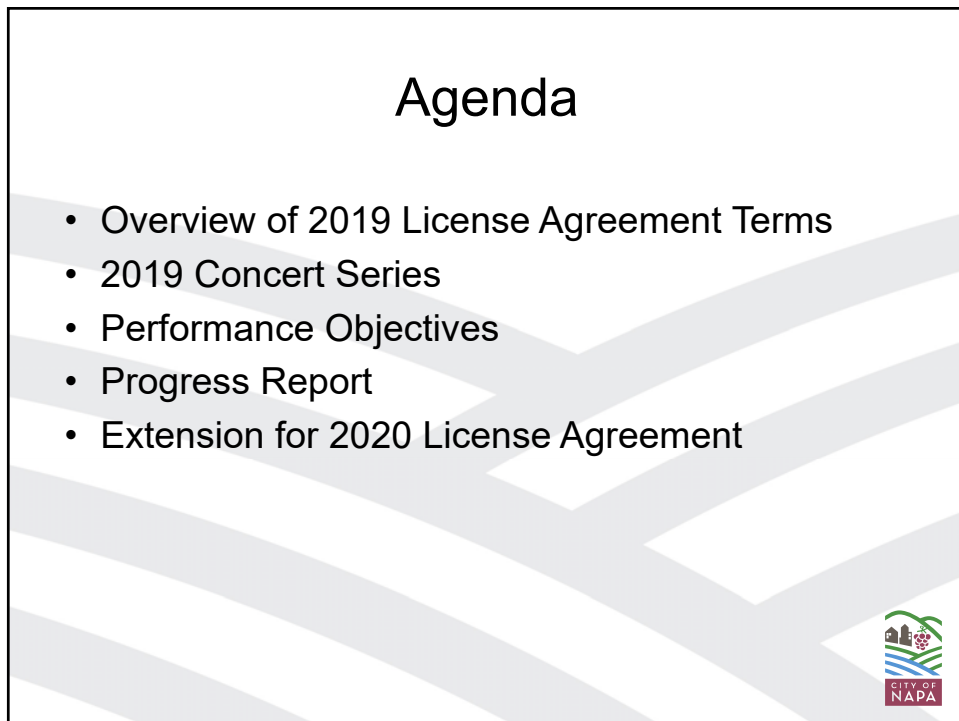 Agenda
• Overview of 2019 License Agreement Terms
• 2019 Concert Series
• Performance Objectives
• Progress Report
• Extension for 2020 License Agreement
CITY OF
NAPA